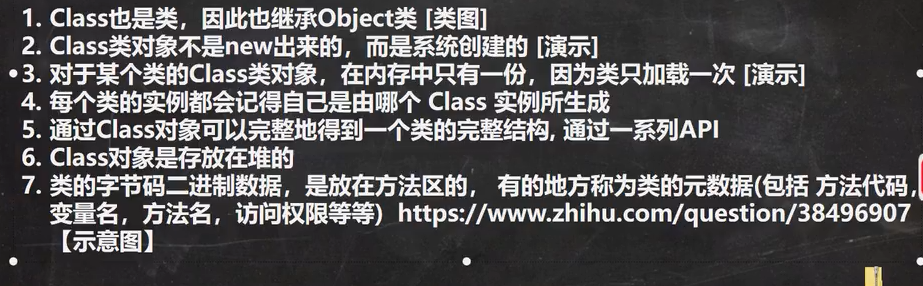 1. Class也是类，因此也继承Object类 [类图]
2. Class类对象不是new出来的，而是系统创建的 [演示]
3. 对于某个类的Class类对象，在内存中只有一份，因为类只加载一次 [演示]
4. 每个类的实例都会记得自己是由哪个 Class 实例所生成
5. 通过Class对象可以完整地得到一个类的完整结构, 通过一系列API
6. Class对象是存放在堆的
7. 类的字节码二进制数据，是放在方法区的， 有的地方称为类的元数据(包括 方法代码，
变量名，方法名，访问权限等等) https://www.zhihu.com/question/38496907
【示意图】